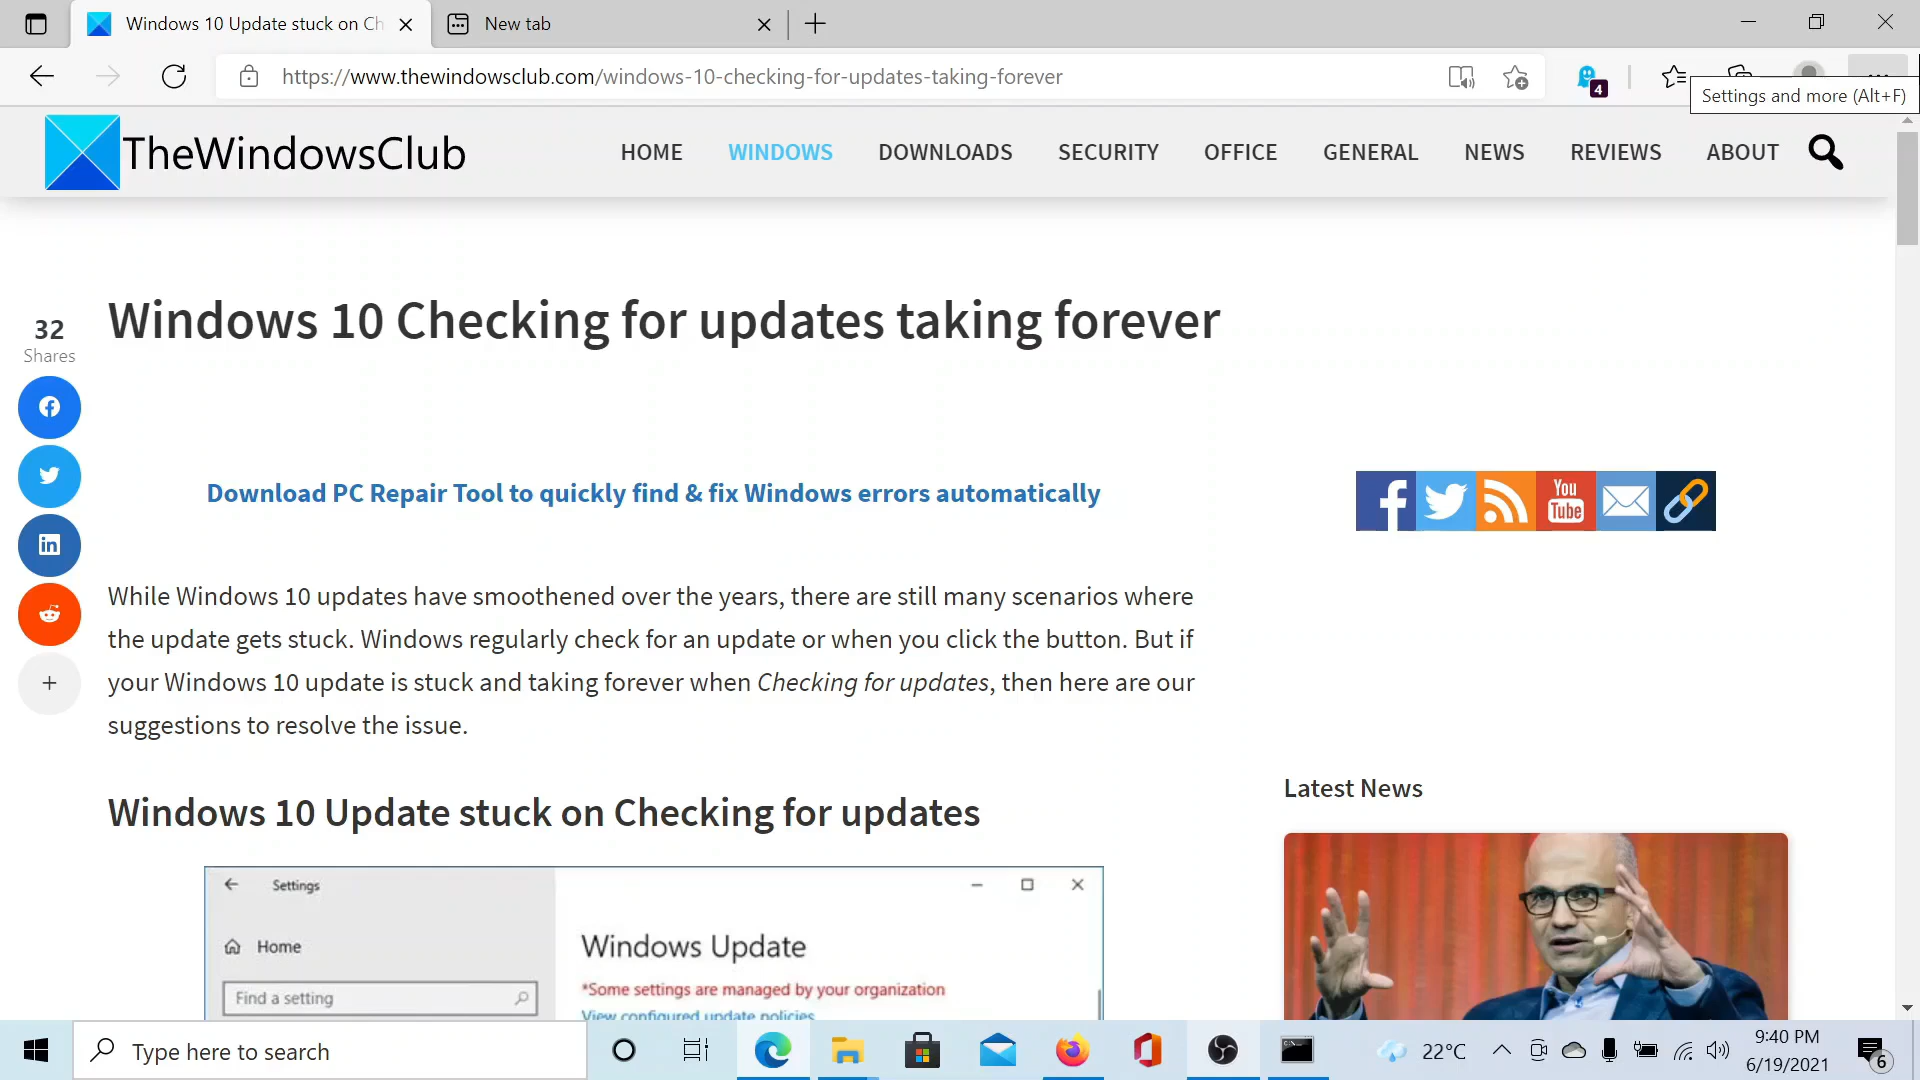 Windows 10 Update stuck on Ch
New tab
https://www.thewindowsclub.com/windows-10-checking-for-updates-taking-forever
4
Settings and more (Alt+F)
TheWindowsClub
HOME
WINDOWS
DOWNLOADS
SECURITY
OFFICE
GENERAL
NEWS
REVIEWS
ABOUT
Windows 10 Checking for updates taking forever
32
Shares
Download PC Repair Tool to quickly find & fix Windows errors automatically
You
Tube
While Windows 10 updates have smoothened over the years, there are still many scenarios where
the update gets stuck. Windows regularly check for an update or when you click the button. But if
your Windows 10 update is stuck and taking forever when Checking for updates, then here are our
suggestions to resolve the issue.
Latest News
Windows 10 Update stuck on Checking for updates
Settings
Home
Windows Update
Find a setting
*Some settings are managed by your organization
View configured update policies
Type here to search
22°C
9:40 PM
6/19/2021
6